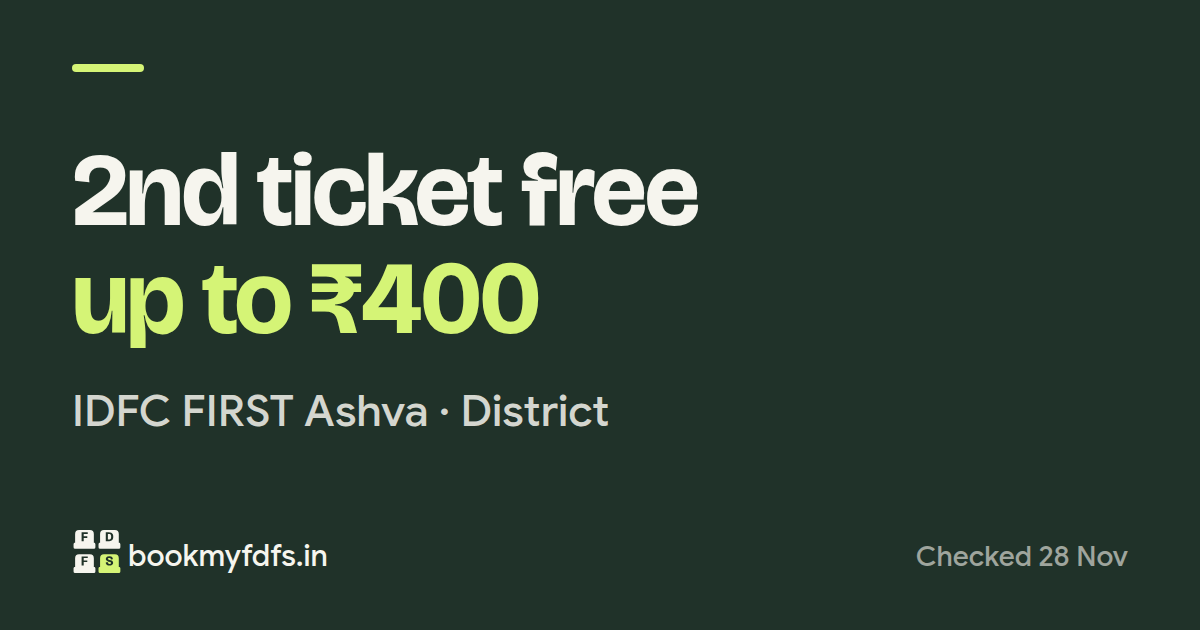 2nd ticket free
up to ₹400
IDFC FIRST Ashva · District
F D
F S
bookmyfdfs.in
Checked 28 Nov